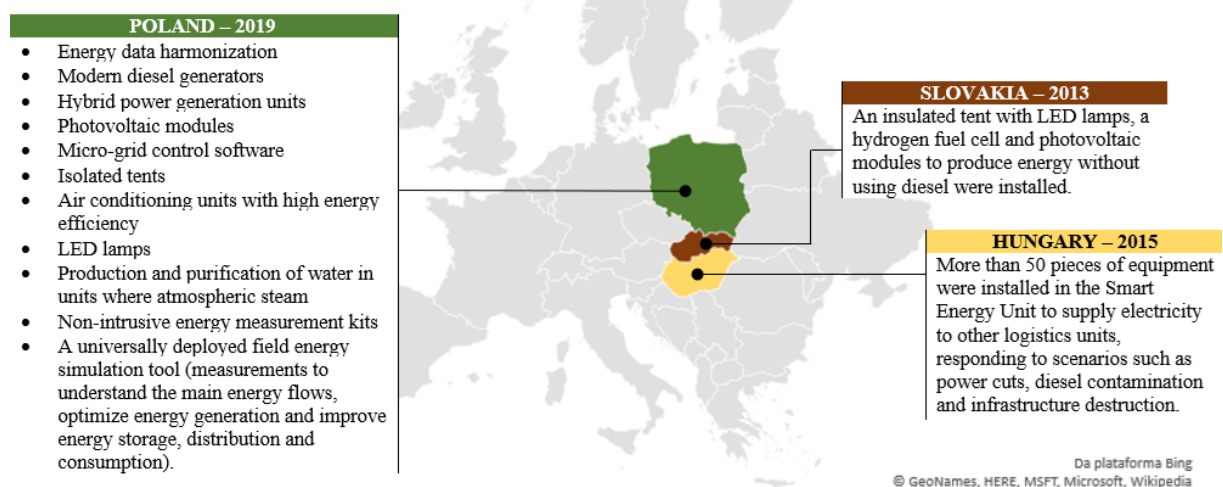 POLAND – 2019
• Energy data harmonization
• Modern diesel generators
• Hybrid power generation units
• Photovoltaic modules
• Micro-grid control software
• Isolated tents
• Air conditioning units with high energy
efficiency
• LED lamps
• Production and purification of water in
units where atmospheric steam
• Non-intrusive energy measurement kits
• A universally deployed field energy
simulation tool (measurements to
understand the main energy flows,
optimize energy generation and improve
energy storage, distribution and
consumption).
SLOVAKIA – 2013
An insulated tent with LED lamps, a
hydrogen fuel cell and photovoltaic
modules to produce energy without
using diesel were installed.
HUNGARY – 2015
More than 50 pieces of equipment
were installed in the Smart
Energy Unit to supply electricity
to other logistics units,
responding to scenarios such as
power cuts, diesel contamination
and infrastructure destruction.
Da plataforma Bing
© GeoNames, HERE, MSFT, Microsoft, Wikipedia